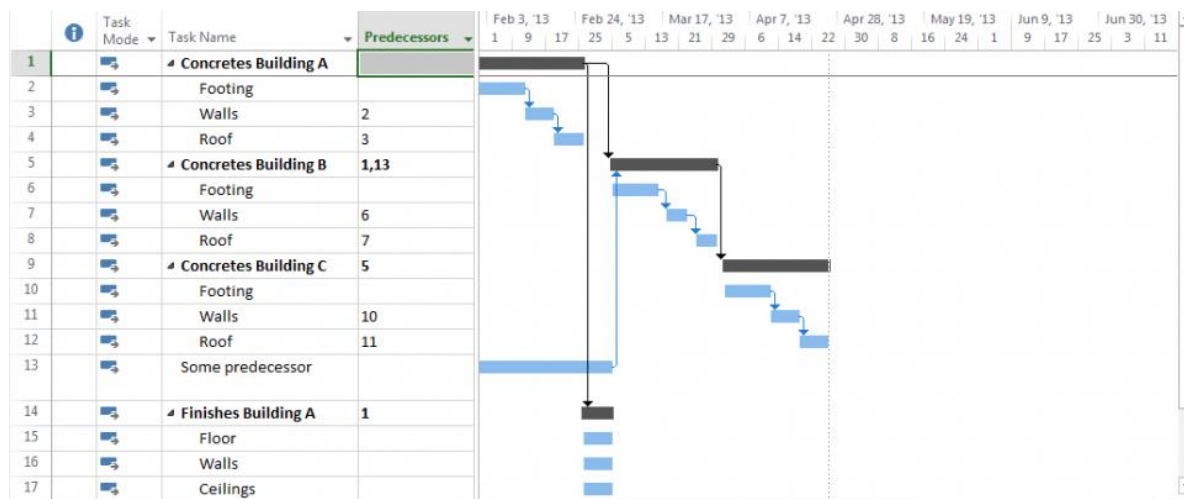 Task Mode Task Name Predecessors Feb 3, '13 Feb 24, '13 Mar 17, '13 Apr 7, '13 Apr 28, '13 May 19, '13 Jun 9, '13 Jun 30, '13
1 9 17 25 5 13 21 29 6 14 22 30 8 16 24 1 9 17 25 3 11
1 Concretes Building A
2 Footing
3 Walls 2
4 Roof 3
5 Concretes Building B 1,13
6 Footing
7 Walls 6
8 Roof 7
9 Concretes Building C 5
10 Footing
11 Walls 10
12 Roof 11
13 Some predecessor
14 Finishes Building A 1
15 Floor
16 Walls
17 Ceilings